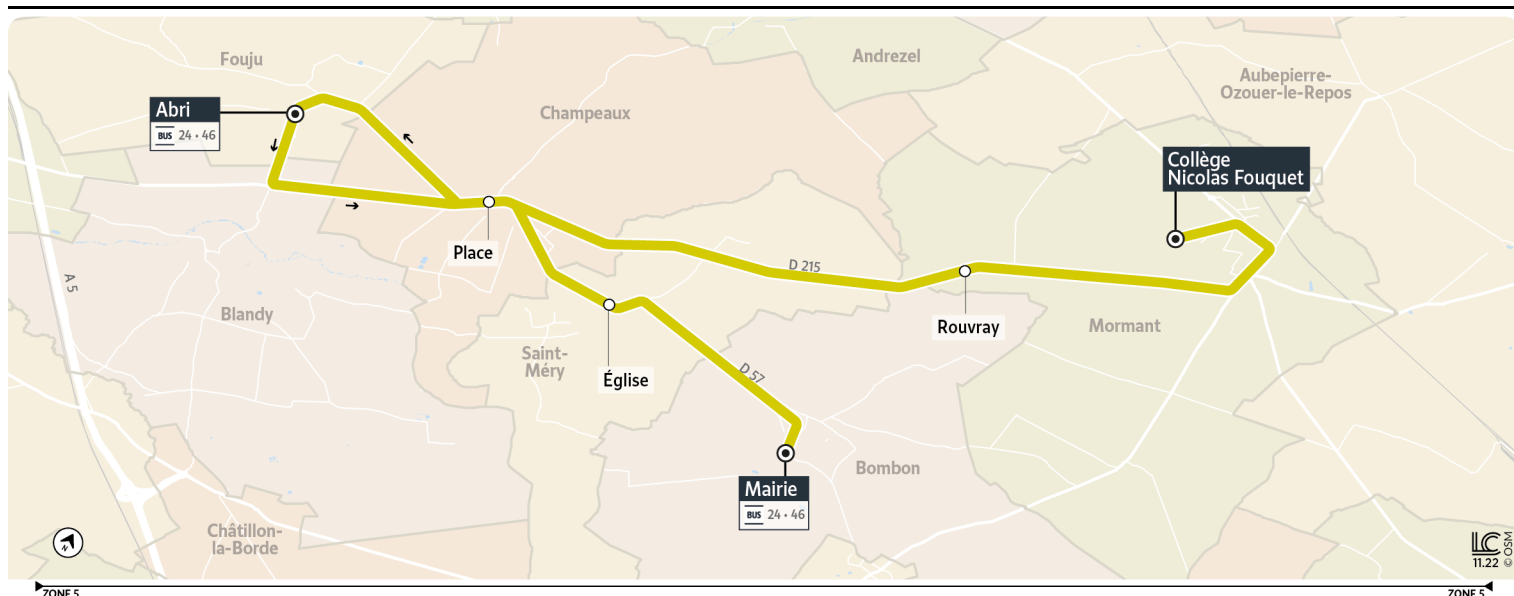 Fouju
Andrezel
Aubepierre-
Ozouer-le-Repos
Abri
BUS 24 • 46
Champeaux
Collège
Nicolas Fouquet
Place
D 215
A 5
Blandy
Rouvray
Mormant
Saint-
Méry
Église
D 57
Bombon
Mairie
BUS 24 • 46
Châtillon-
la-Borde
N
LC
11.22
© OSM
ZONE 5
ZONE 5